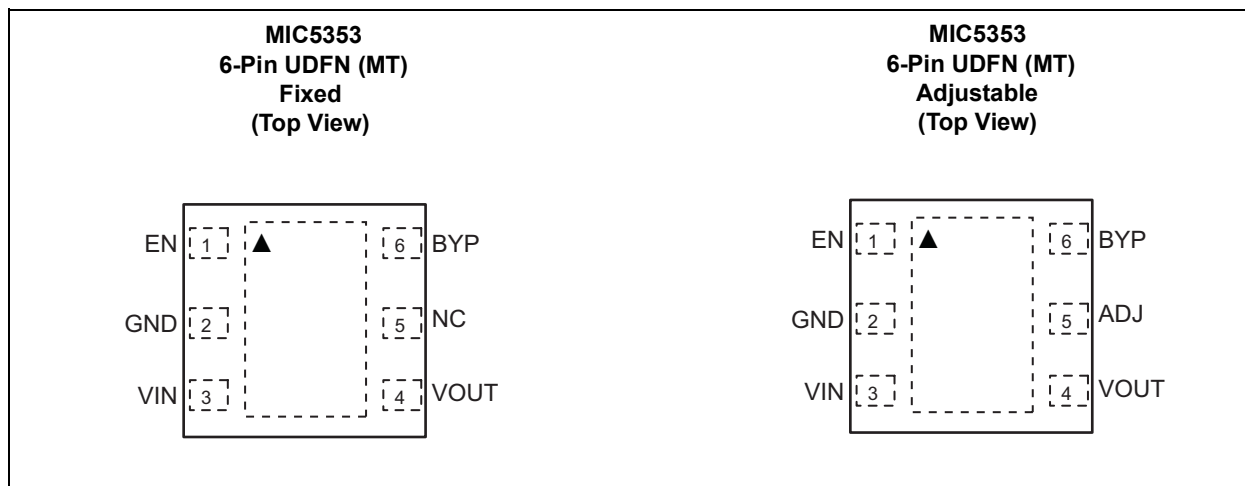 MIC5353
6-Pin UDFN (MT)
Fixed
(Top View)
EN 1 6 BYP
GND 2 5 NC
VIN 3 4 VOUT
MIC5353
6-Pin UDFN (MT)
Adjustable
(Top View)
EN 1 6 BYP
GND 2 5 ADJ
VIN 3 4 VOUT